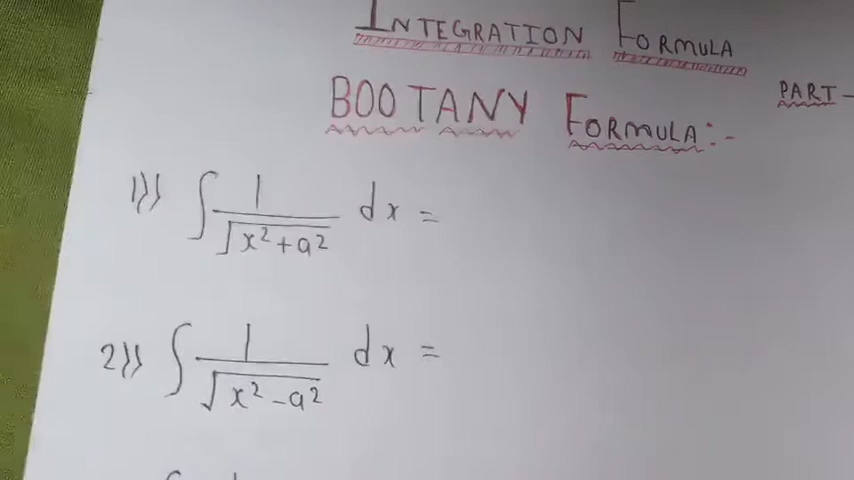 INTEGRATION FORMULA
BOOTANY FORMULA:-
PART-
1) ∫ 1/√(x²+a²) dx =
2) ∫ 1/√(x²-a²) dx =